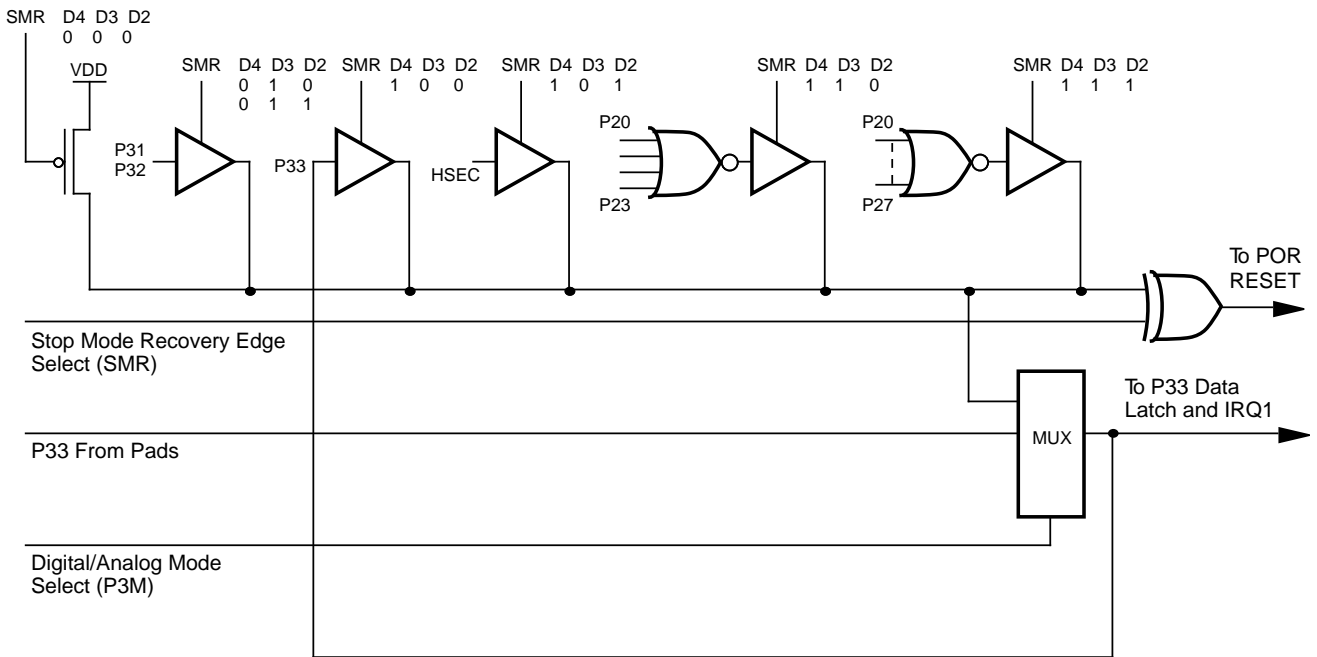 SMR D4 D3 D2
0 0 0
VDD
SMR D4 D3 D2
0 1 0
0 1 1
SMR D4 D3 D2
1 0 0
SMR D4 D3 D2
1 0 1
SMR D4 D3 D2
1 1 0
SMR D4 D3 D2
1 1 1
P31
P32
P33
HSEC
P20
P23
P20
P27
To POR
RESET
Stop Mode Recovery Edge
Select (SMR)
To P33 Data
Latch and IRQ1
MUX
P33 From Pads
Digital/Analog Mode
Select (P3M)